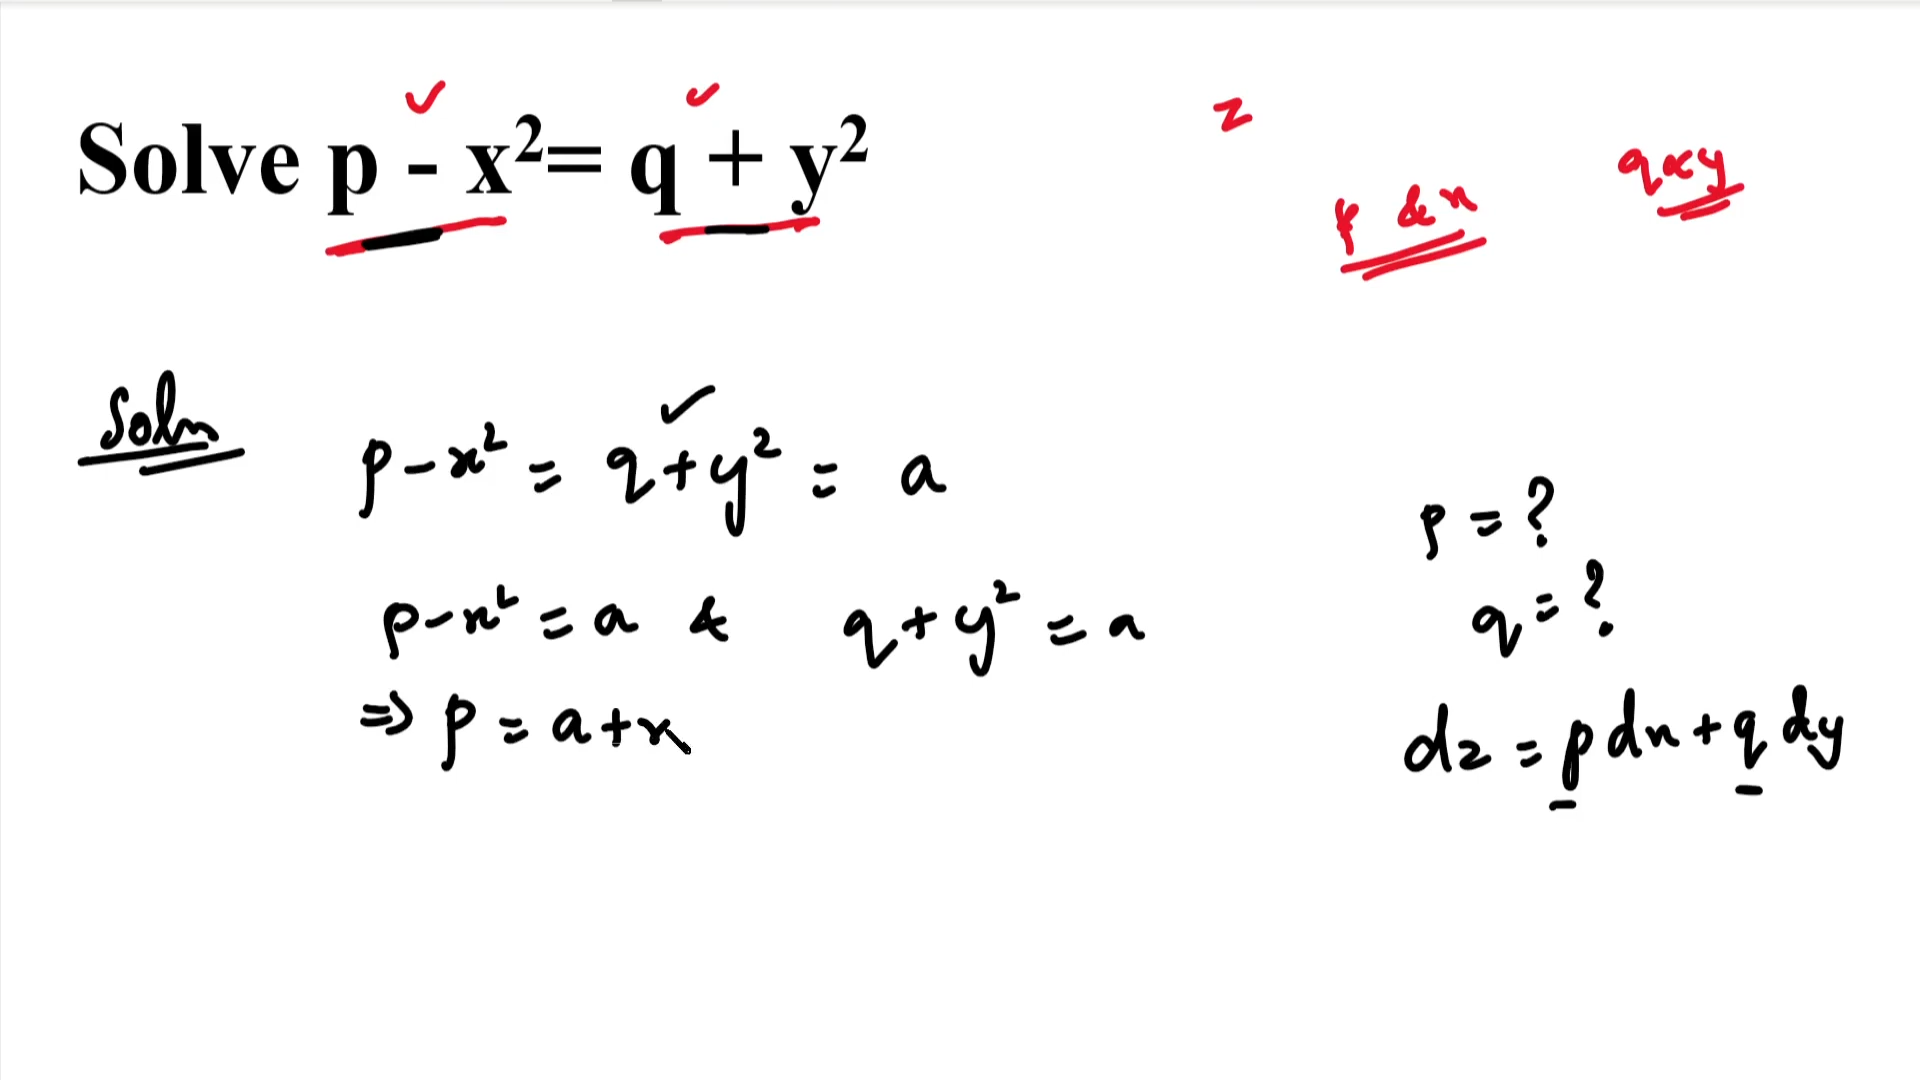 Solve p - x²= q + y²
z
p & x
q & y
Soln
p - x² = q + y² = a
p = ?
p - x² = a & q + y² = a
q = ?
⇒ p = a + x
dz = p dx + q dy